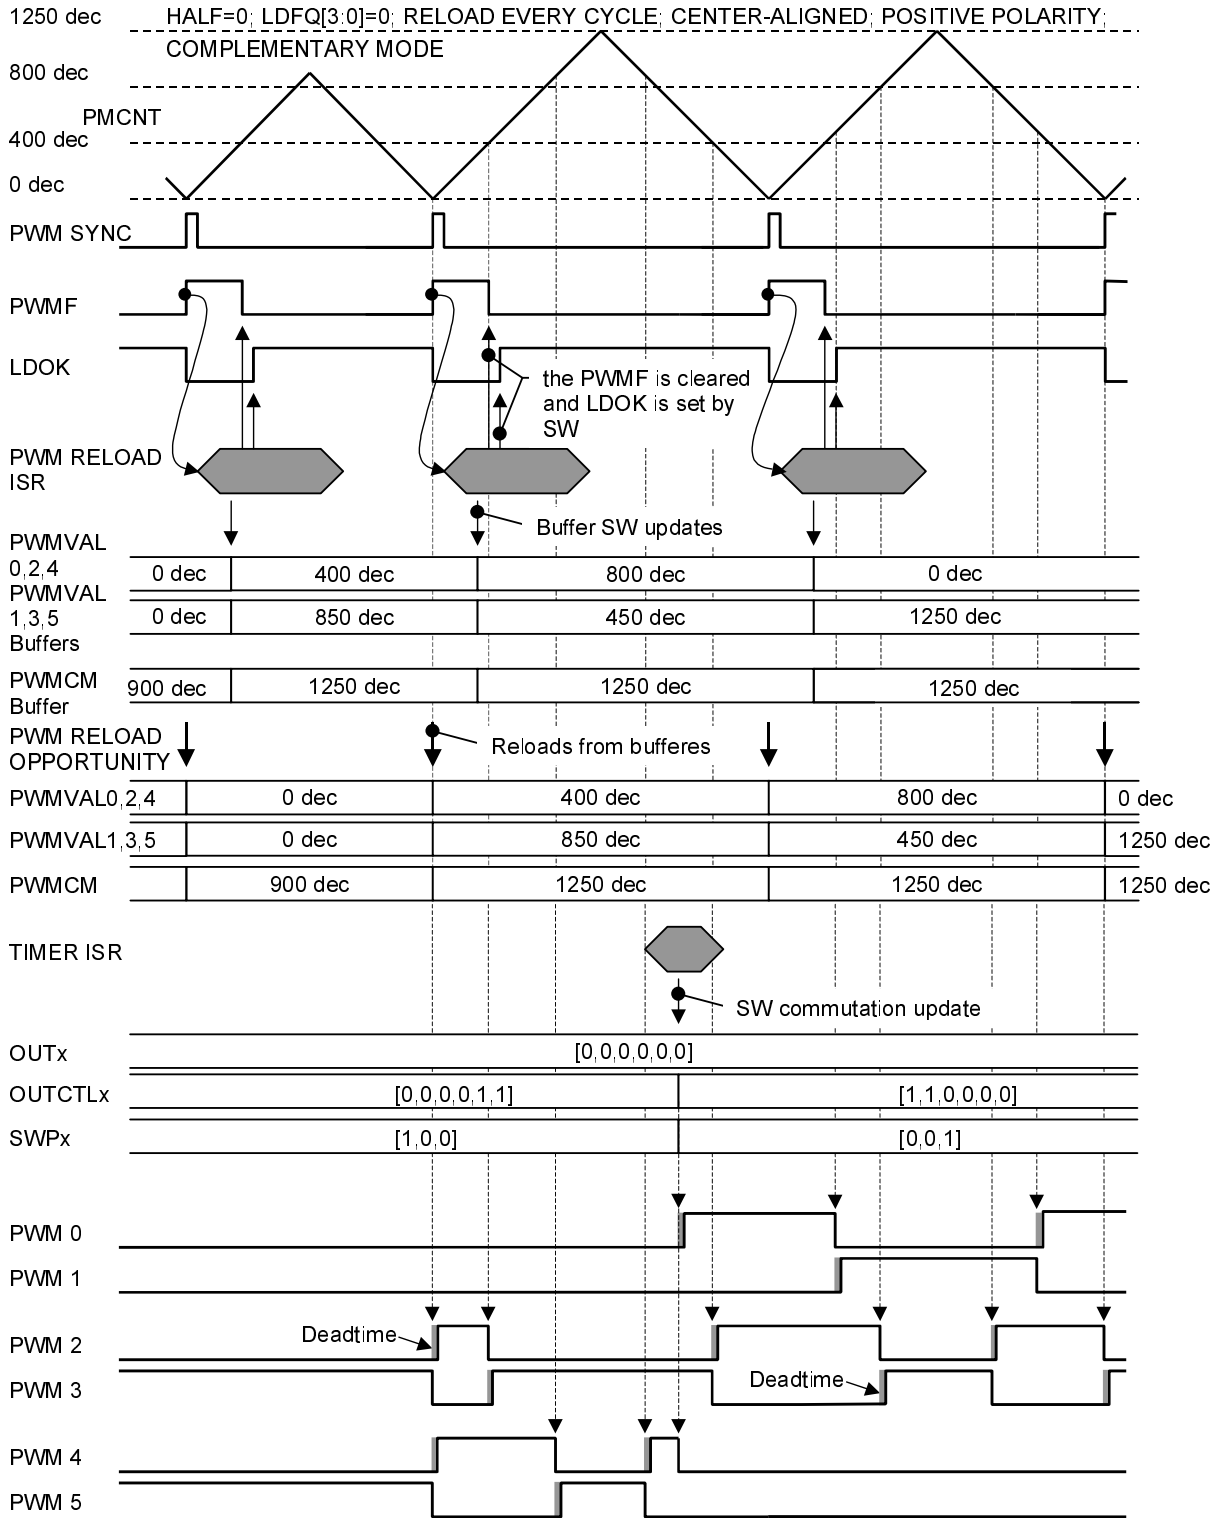 1250 dec
HALF=0; LDFQ[3:0]=0; RELOAD EVERY CYCLE; CENTER-ALIGNED; POSITIVE POLARITY;
COMPLEMENTARY MODE
800 dec
PMCNT
400 dec
0 dec
PWM SYNC
PWMF
LDOK
the PWMF is cleared
and LDOK is set by
SW
PWM RELOAD
ISR
Buffer SW updates
PWMVAL
0,2,4
0 dec
400 dec
800 dec
0 dec
PWMVAL
1,3,5
Buffers
0 dec
850 dec
450 dec
1250 dec
PWMCM
Buffer
900 dec
1250 dec
1250 dec
1250 dec
PWM RELOAD
OPPORTUNITY
Reloads from bufferes
PWMVAL0,2,4
0 dec
400 dec
800 dec
0 dec
PWMVAL1,3,5
0 dec
850 dec
450 dec
1250 dec
PWMCM
900 dec
1250 dec
1250 dec
1250 dec
TIMER ISR
SW commutation update
OUTx
[0,0,0,0,0,0]
OUTCTLx
[0,0,0,0,1,1]
[1,1,0,0,0,0]
SWPx
[1,0,0]
[0,0,1]
PWM 0
PWM 1
Deadtime
PWM 2
PWM 3
Deadtime
PWM 4
PWM 5